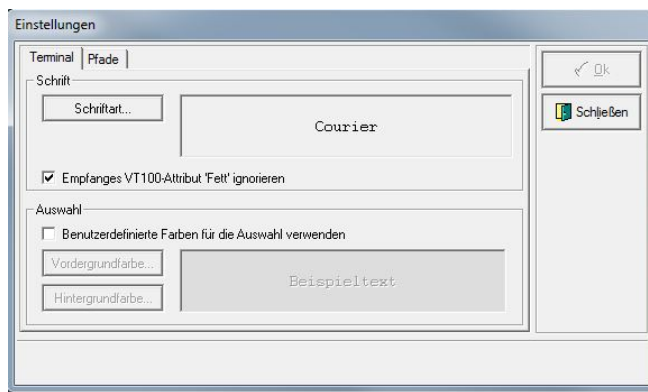 Einstellungen
Terminal
Pfade
Schrift
Schriftart...
Courier
Empfanges VT100-Attribut 'Fett' ignorieren
Auswahl
Benutzerdefinierte Farben für die Auswahl verwenden
Vordergrundfarbe...
Beispieltext
Hintergrundfarbe...
Ok
Schließen